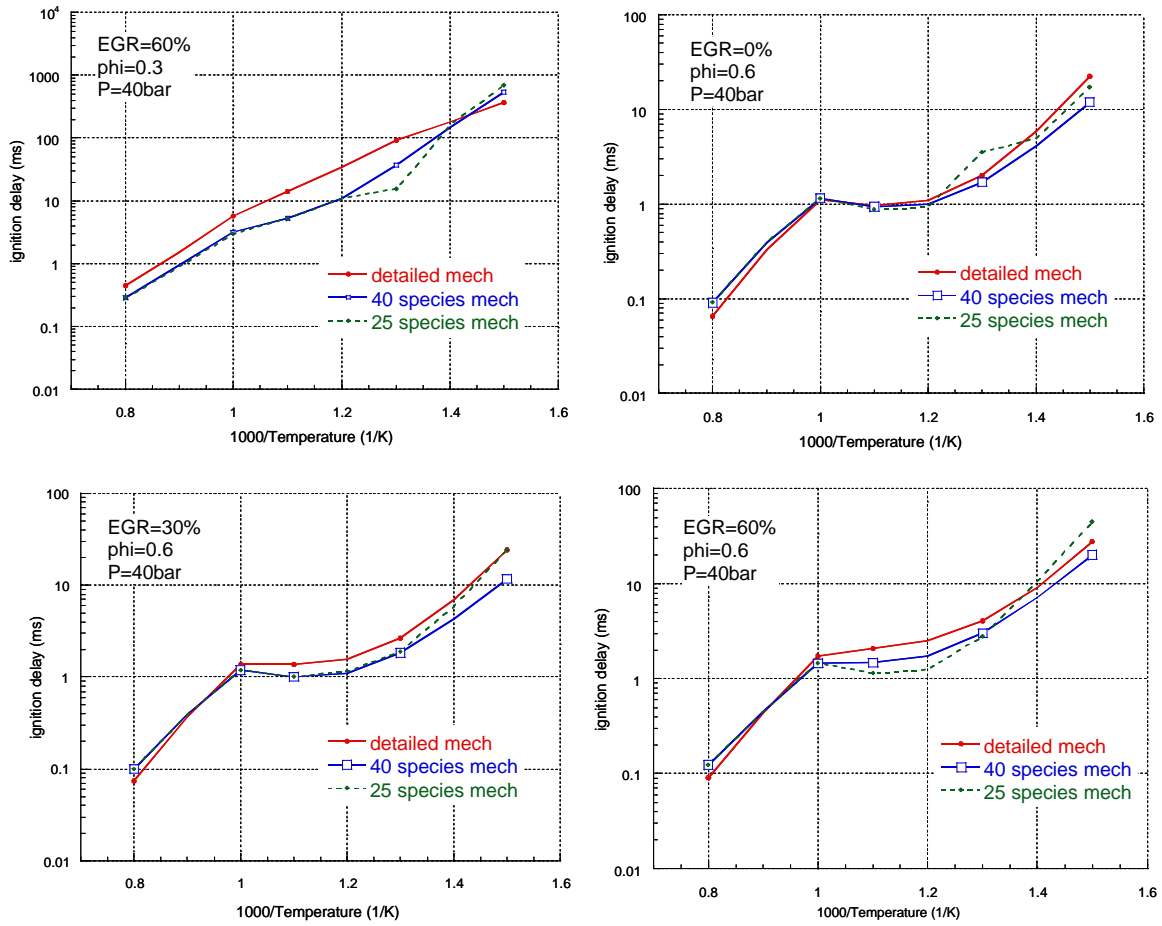 EGR=60%
phi=0.3
P=40bar
10⁴
1000
100
10
1
0.1
0.01
ignition delay (ms)
detailed mech
40 species mech
25 species mech
0.8 1 1.2 1.4 1.6
1000/Temperature (1/K)
EGR=0%
phi=0.6
P=40bar
100
10
1
0.1
0.01
ignition delay (ms)
detailed mech
40 species mech
25 species mech
0.8 1 1.2 1.4 1.6
1000/Temperature (1/K)
EGR=30%
phi=0.6
P=40bar
100
10
1
0.1
0.01
ignition delay (ms)
detailed mech
40 species mech
25 species mech
0.8 1 1.2 1.4 1.6
1000/Temperature (1/K)
EGR=60%
phi=0.6
P=40bar
100
10
1
0.1
0.01
ignition delay (ms)
detailed mech
40 species mech
25 species mech
0.8 1 1.2 1.4 1.6
1000/Temperature (1/K)